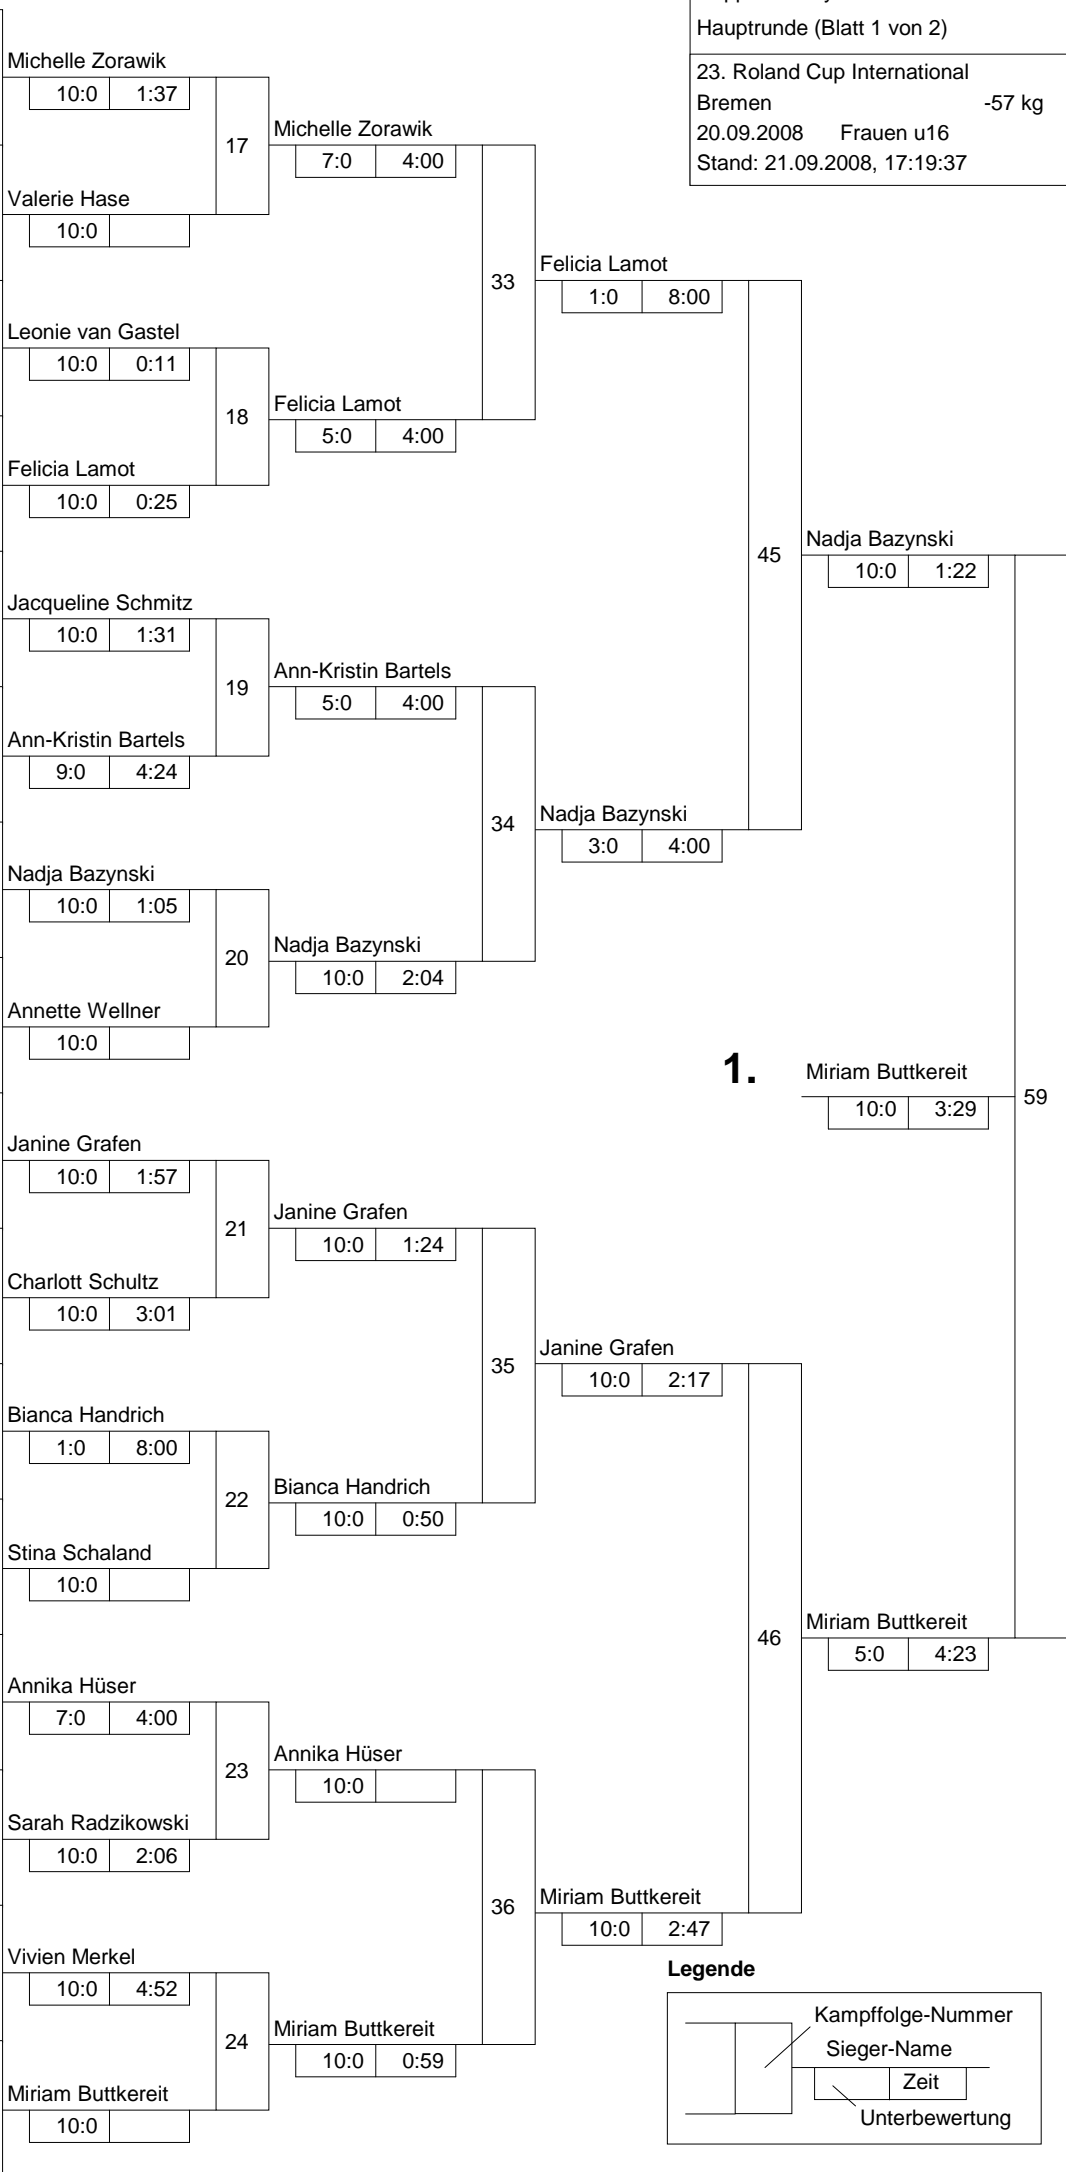 Hauptrunde (Blatt 1 von 2)
23. Roland Cup International
Bremen -57 kg
20.09.2008 Frauen u16
Stand: 21.09.2008, 17:19:37
Michelle Zorawik
10:0 1:37
17
Valerie Hase
10:0
Michelle Zorawik
7:0 4:00
Leonie van Gastel
10:0 0:11
18
Felicia Lamot
10:0 0:25
Felicia Lamot
5:0 4:00
33
Felicia Lamot
1:0 8:00
Jacqueline Schmitz
10:0 1:31
19
Ann-Kristin Bartels
9:0 4:24
Ann-Kristin Bartels
5:0 4:00
Nadja Bazynski
10:0 1:05
20
Annette Wellner
10:0
Nadja Bazynski
10:0 2:04
34
Nadja Bazynski
3:0 4:00
45
Nadja Bazynski
10:0 1:22
1. Miriam Buttkereit
10:0 3:29
59
Janine Grafen
10:0 1:57
21
Charlott Schultz
10:0 3:01
Janine Grafen
10:0 1:24
Bianca Handrich
1:0 8:00
22
Stina Schaland
10:0
Bianca Handrich
10:0 0:50
35
Janine Grafen
10:0 2:17
Annika Hüser
7:0 4:00
23
Sarah Radzikowski
10:0 2:06
Annika Hüser
10:0
Vivien Merkel
10:0 4:52
24
Miriam Buttkereit
10:0
Miriam Buttkereit
10:0 0:59
36
Miriam Buttkereit
10:0 2:47
46
Miriam Buttkereit
5:0 4:23
Legende
Kampffolge-Nummer
Sieger-Name
Zeit
Unterbewertung